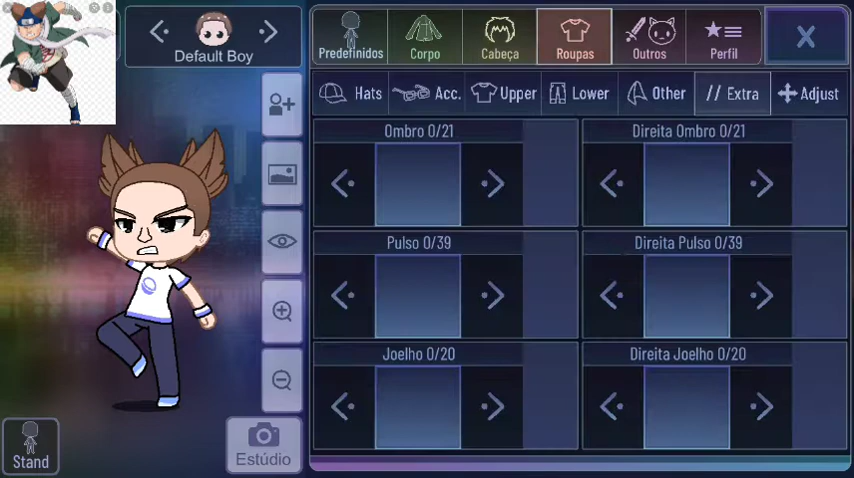 Default Boy
Predefinidos
Corpo
Cabeça
Roupas
Outros
Perfil
X
Hats
Acc.
Upper
Lower
Other
// Extra
Adjust
Ombro 0/21
Direita Ombro 0/21
Pulso 0/39
Direita Pulso 0/39
Joelho 0/20
Direita Joelho 0/20
Stand
Estúdio